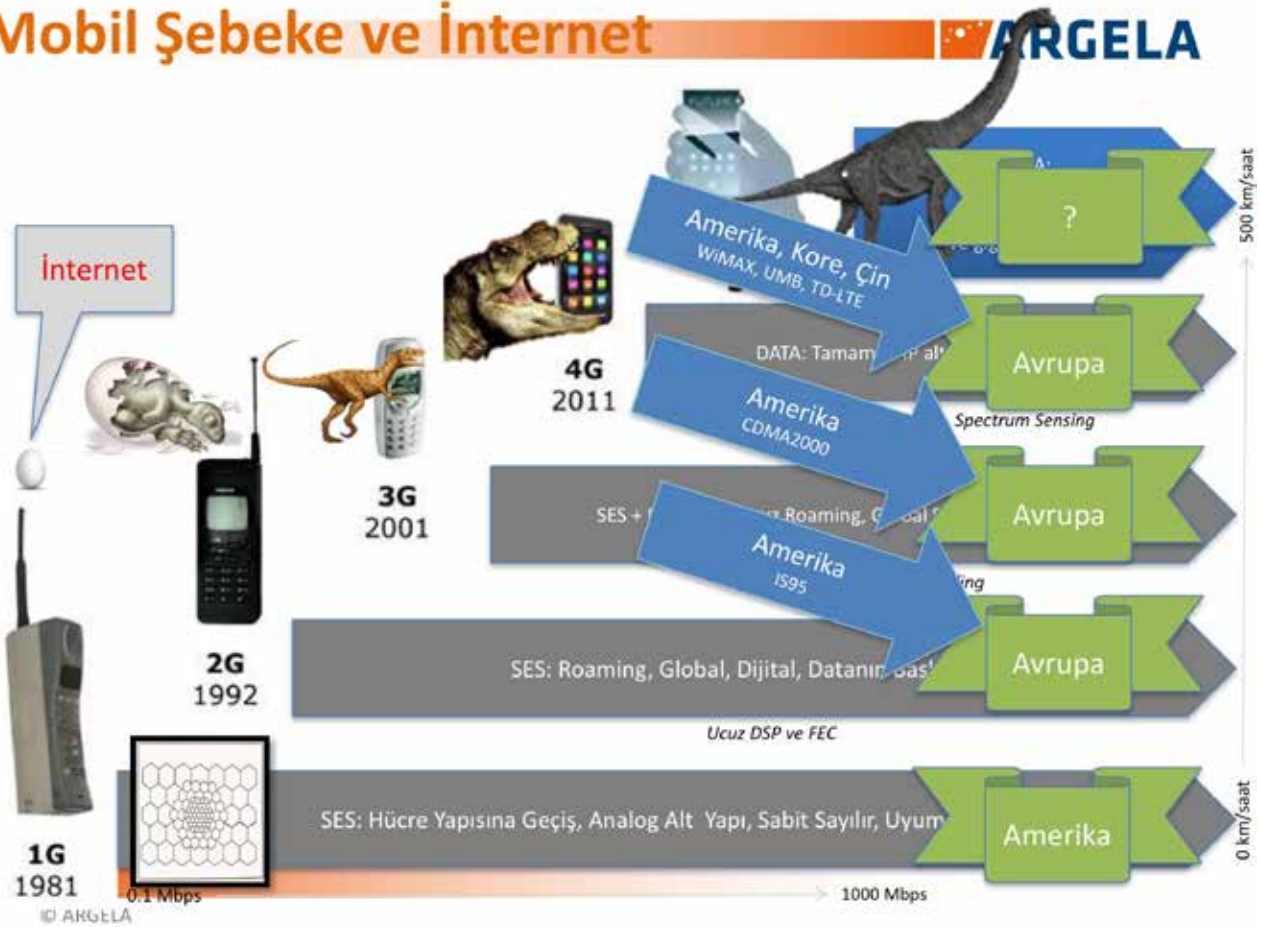 Mobil Şebeke ve İnternet
ARGELA
İnternet
Amerika, Kore, Çin
WiMAX, UMB, TD-LTE
?
500 km/saat
4G
2011
DATA: Tamam
IP alt
Avrupa
Amerika
CDMA2000
Spectrum Sensing
3G
2001
SES +
Roaming,
Avrupa
Amerika
IS95
2G
1992
SES: Roaming, Global, Dijital,
Avrupa
Ucuz DSP ve FEC
SES: Hücre Yapısına Geçiş, Analog Alt Yapı, Sabit Sayılır, Uyum
Amerika
0 km/saat
1G
1981
0.1 Mbps
1000 Mbps
© ARGELA